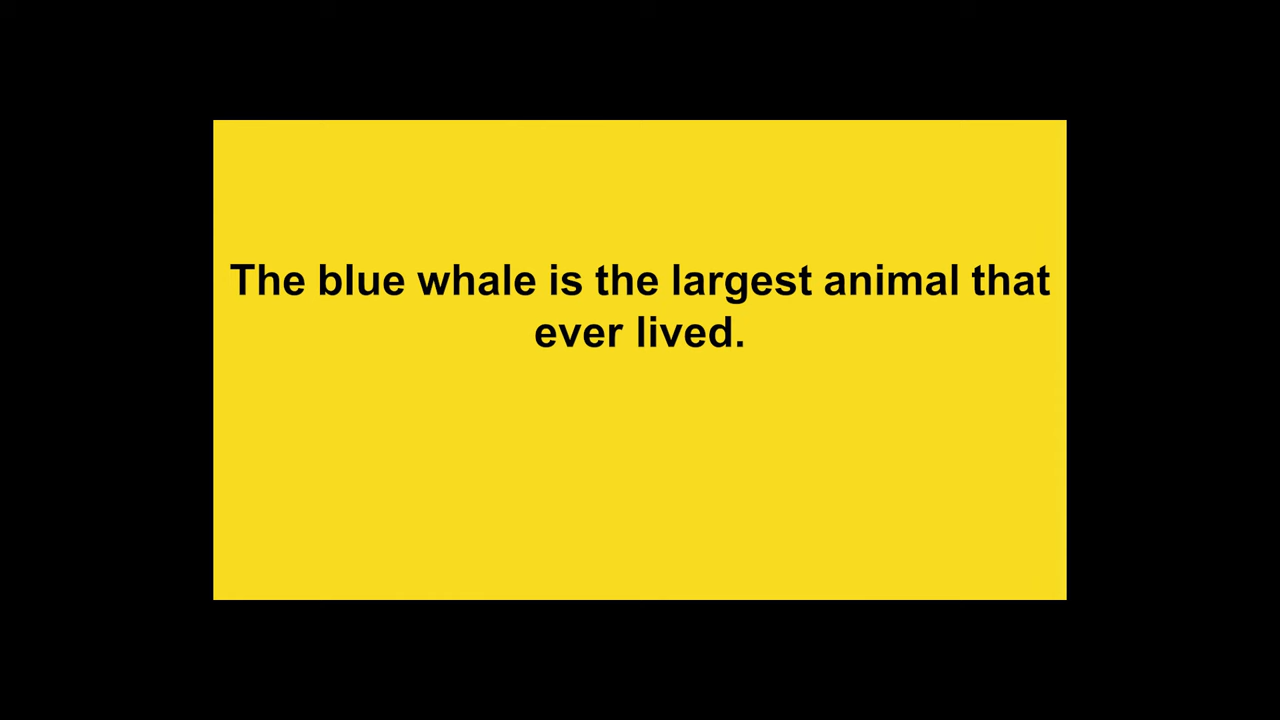 The blue whale is the largest animal that
ever lived.